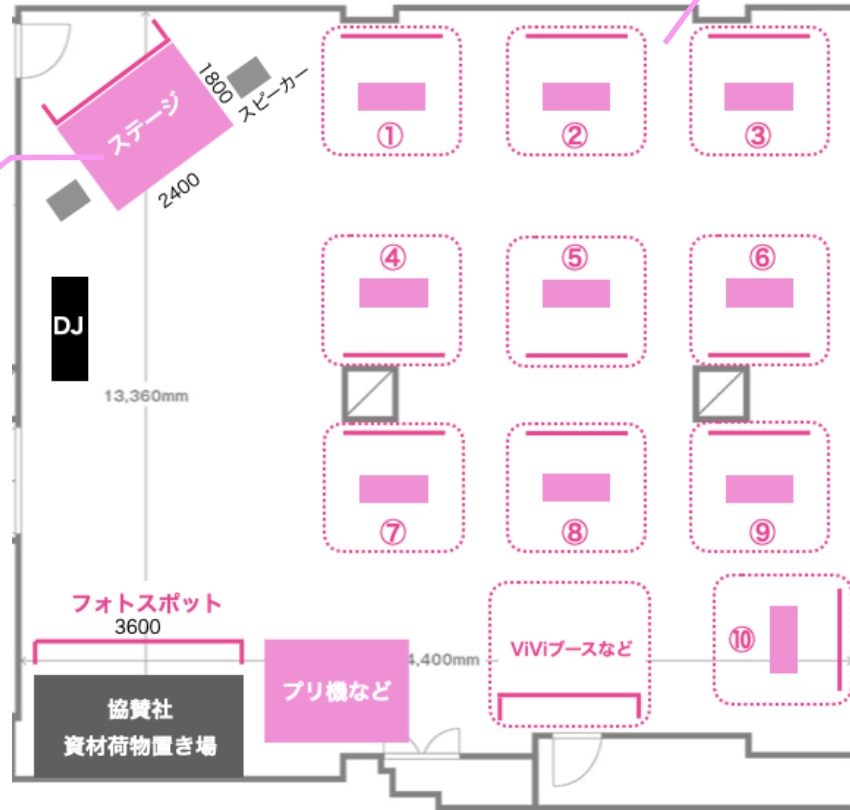 1800
スピーカー
ステージ
①
②
③
2400
④
⑤
⑥
DJ
13,360mm
⑦
⑧
⑨
フォトスポット
3600
ViViブースなど
⑩
4,400mm
プリ機など
協賛社
資材荷物置き場